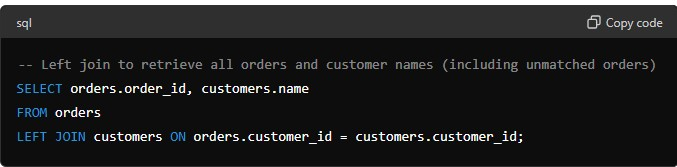 sql
Copy code
-- Left join to retrieve all orders and customer names (including unmatched orders)
SELECT orders.order_id, customers.name
FROM orders
LEFT JOIN customers ON orders.customer_id = customers.customer_id;